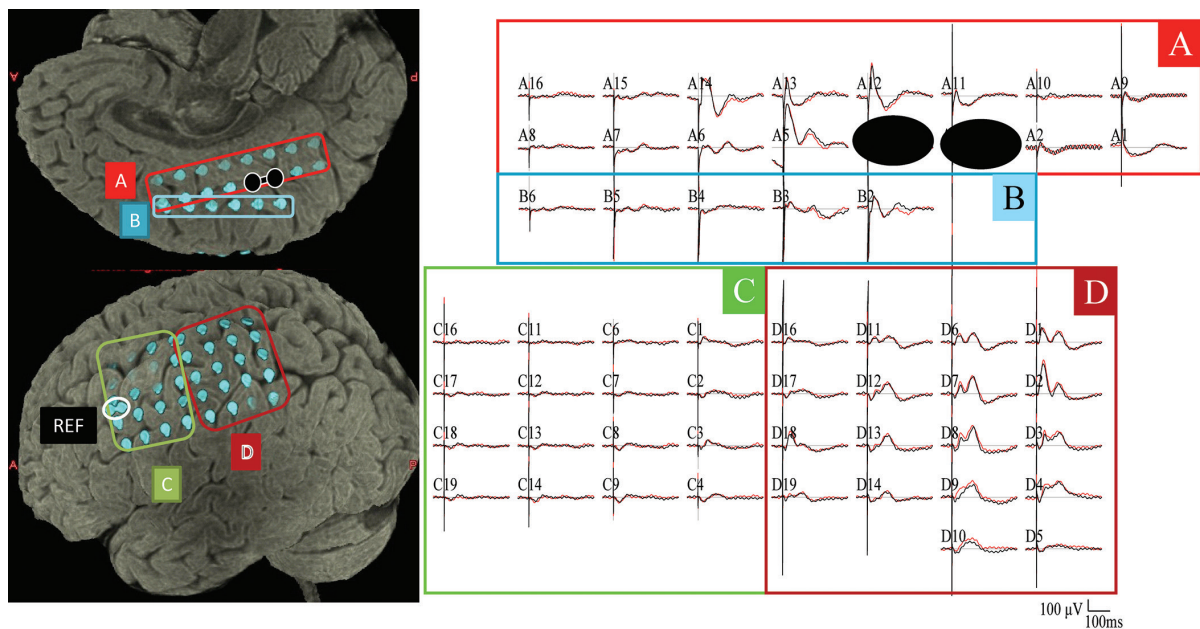 A
P
A
B
REF
C
D
A
P
A
A16 A15 A14 A13 A12 A11 A10 A9
A8 A7 A6 A5 A2 A1
B
B6 B5 B4 B3 B2
C
D
C16 C11 C6 C1 D16 D11 D6 D1
C17 C12 C7 C2 D17 D12 D7 D2
C18 C13 C8 C3 D18 D13 D8 D3
C19 C14 C9 C4 D19 D14 D9 D4
D10 D5
100 μV
100ms